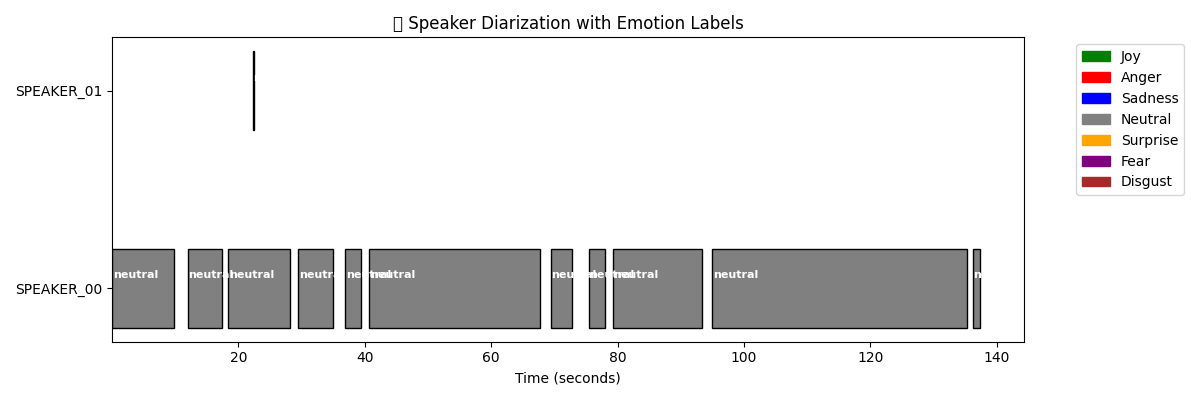 Speaker Diarization with Emotion Labels
SPEAKER_01
SPEAKER_00
neutral neutral neutral neutral neutral neutral neutral neutral neutral neutral n
20 40 60 80 100 120 140
Time (seconds)
Joy
Anger
Sadness
Neutral
Surprise
Fear
Disgust